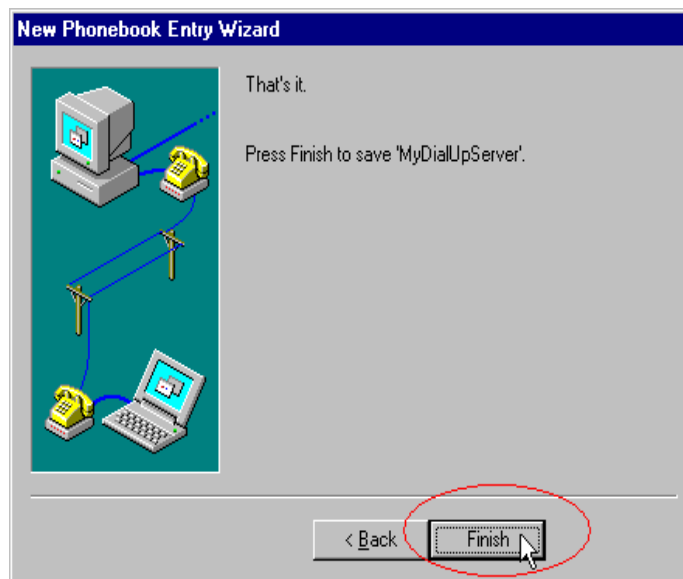 New Phonebook Entry Wizard
That's it.
Press Finish to save 'MyDialUpServer'.
< Back
Finish